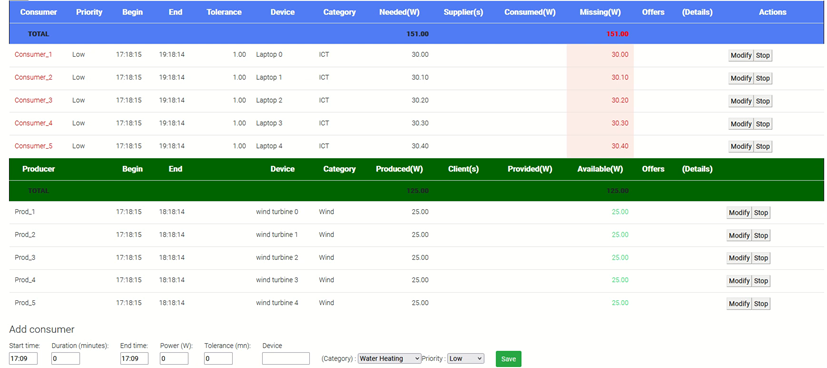 Consumer Priority Begin End Tolerance Device Category Needed(W) Supplier(s) Consumed(W) Missing(W) Offers (Details) Actions
TOTAL 151.00 151.00
Consumer_1 Low 17:18:15 19:18:14 1.00 Laptop 0 ICT 30.00 30.00 Modify Stop
Consumer_2 Low 17:18:15 19:18:14 1.00 Laptop 1 ICT 30.10 30.10 Modify Stop
Consumer_3 Low 17:18:15 19:18:14 1.00 Laptop 2 ICT 30.20 30.20 Modify Stop
Consumer_4 Low 17:18:15 19:18:14 1.00 Laptop 3 ICT 30.30 30.30 Modify Stop
Consumer_5 Low 17:18:15 19:18:14 1.00 Laptop 4 ICT 30.40 30.40 Modify Stop
Producer Begin End Device Category Produced(W) Client(s) Provided(W) Available(W) Offers (Details)
TOTAL 123.00 123.00
Prod_1 17:18:15 18:18:14 wind turbine 0 Wind 25.00 25.00 Modify Stop
Prod_2 17:18:15 18:18:14 wind turbine 1 Wind 25.00 25.00 Modify Stop
Prod_3 17:18:15 18:18:14 wind turbine 2 Wind 25.00 25.00 Modify Stop
Prod_4 17:18:15 18:18:14 wind turbine 3 Wind 25.00 25.00 Modify Stop
Prod_5 17:18:15 18:18:14 wind turbine 4 Wind 25.00 25.00 Modify Stop
Add consumer
Start time: Duration (minutes): End time: Power (W): Tolerance (mn): Device
17:09 0 17:09 0 0 (Category) : Water Heating Priority : Low Save